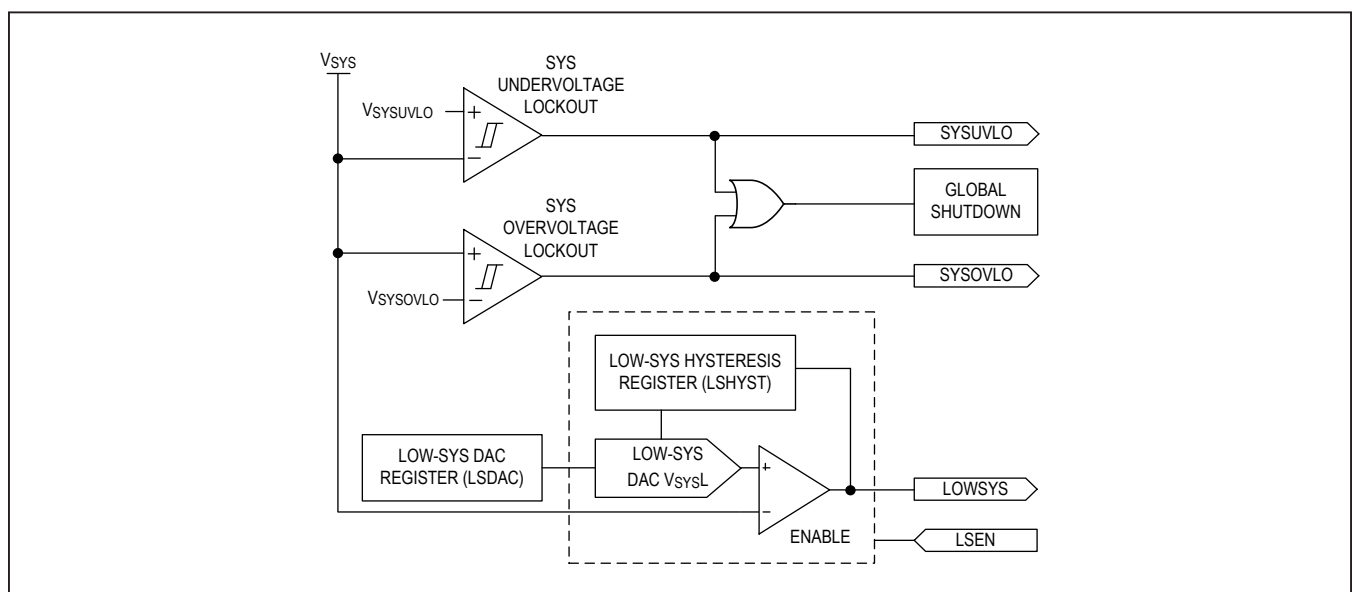 VSYS
SYS
UNDERVOLTAGE
LOCKOUT
VSYSUVLO
+
−
SYSUVLO
GLOBAL
SHUTDOWN
SYS
OVERVOLTAGE
LOCKOUT
+
−
VSYSOVLO
SYSOVLO
LOW-SYS HYSTERESIS
REGISTER (LSHYST)
LOW-SYS DAC
REGISTER (LSDAC)
LOW-SYS
DAC VSYSL
+
−
LOWSYS
ENABLE
LSEN